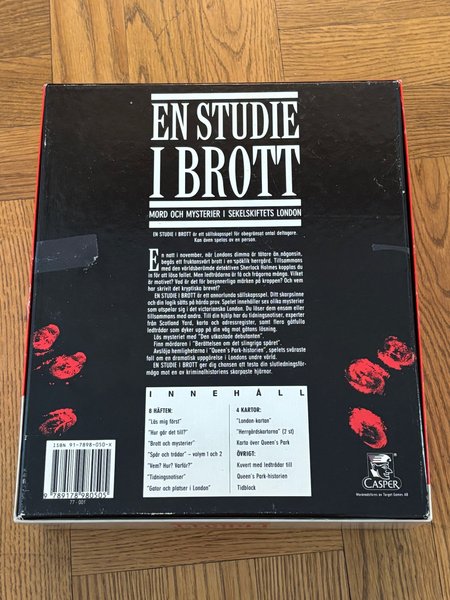 EN STUDIE
I BROTT
MORD OCH MYSTERIER I SEKELSKIFTETS LONDON
EN STUDIE I BROTT är ett sällskapsspel för obegränsat antal deltagare.
Kan även spelas av en person.
En natt i november, när Londons dimma är tätare än någonsin,
begås ett fruktansvärt brott i en spöklik herrgård. Tillsammans
med den världsberömde detektiven Sherlock Holmes kopplas du
in för att lösa fallet. Men ledtrådarna är få och frågorna många. Vilket
är motivet? Vad är det för besynnerliga märken på kroppen? Och vem
har skrivit det kryptiska brevet?
EN STUDIE I BROTT är ett annorlunda sällskapsspel. Ditt skarpsinne
och din logik sätts på hårda prov. Spelet innehåller sex olika mysterier
som utspelar sig i det victorianska London. Du löser dem ensam eller
tillsammans med andra. Till din hjälp har du tidningsnotiser, experter
från Scotland Yard, karta och adressregister, samt flera gåtfulla
ledtrådar som dyker upp på din väg mot gåtans lösning.
Lös mysteriet med "Den utkastade debutanten".
Finn mördaren i "Berättelsen om det slingriga spåret".
Avslöja hemligheterna i "Queen's Park-historien", spelets svåraste
fall om en dramatisk uppgörelse i Londons undre värld.
EN STUDIE I BROTT ger dig chansen att testa din slutledningsför-
måga mot en av kriminalhistoriens skarpaste hjärnor.
INNEHÅLL
8 HÄFTEN:
"Läs mig först"
"Hur går det till?"
"Brott och mysterier"
"Spår och trådar" – volym 1 och 2
"Vem? Hur? Varför?"
"Tidningsnotiser"
"Gator och platser i London"
4 KARTOR:
"London-kartan"
"Herrgårdskartorna" (2 st)
Karta över Queen's Park
ÖVRIGT:
Kuvert med ledtrådar till
Queen's Park-historien
Tidblock
ISBN 91-7898-050-X
9 789178 980505
77-001
CASPER
Marknadsföres av Target Games AB